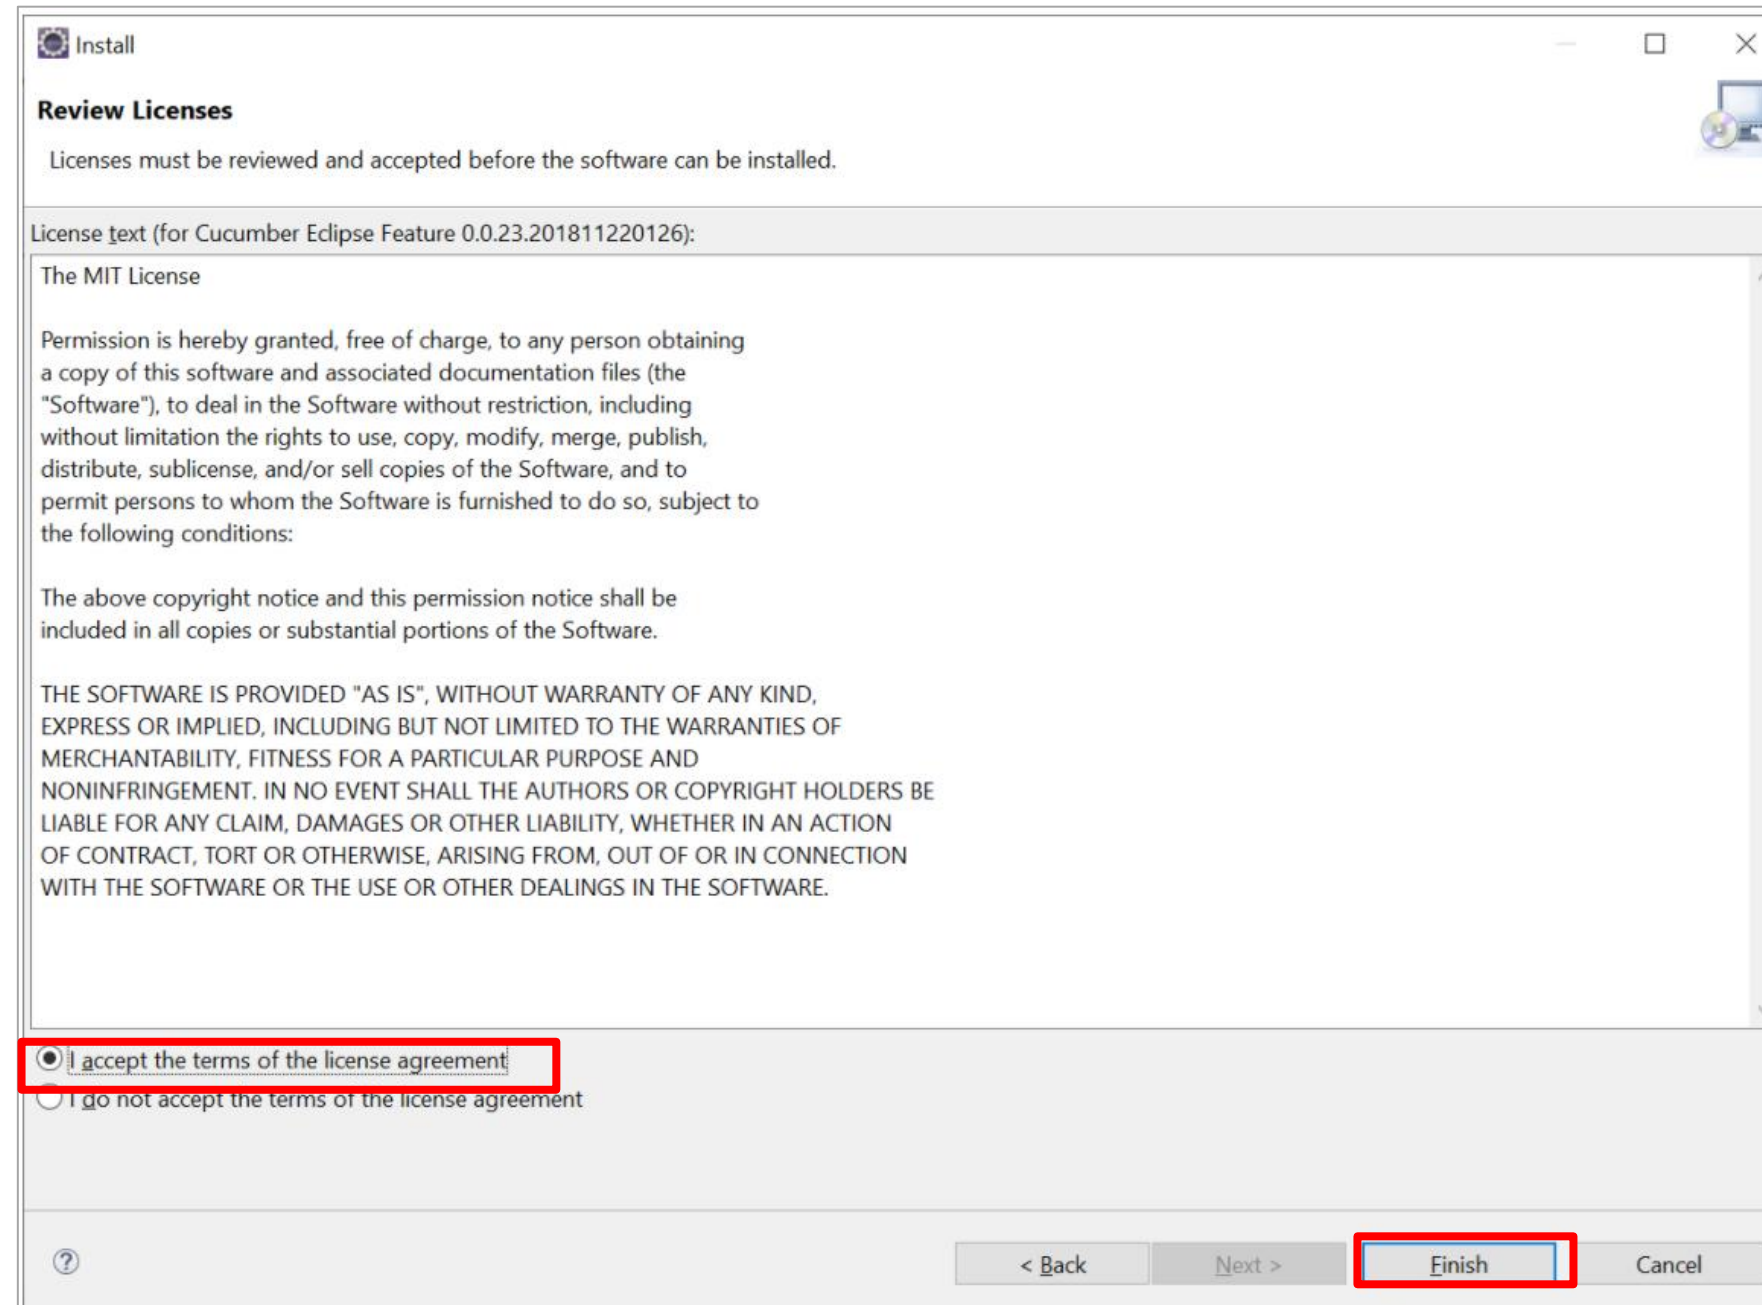 Install
Review Licenses
Licenses must be reviewed and accepted before the software can be installed.
License text (for Cucumber Eclipse Feature 0.0.23.201811220126):
The MIT License
Permission is hereby granted, free of charge, to any person obtaining
a copy of this software and associated documentation files (the
"Software"), to deal in the Software without restriction, including
without limitation the rights to use, copy, modify, merge, publish,
distribute, sublicense, and/or sell copies of the Software, and to
permit persons to whom the Software is furnished to do so, subject to
the following conditions:
The above copyright notice and this permission notice shall be
included in all copies or substantial portions of the Software.
THE SOFTWARE IS PROVIDED "AS IS", WITHOUT WARRANTY OF ANY KIND,
EXPRESS OR IMPLIED, INCLUDING BUT NOT LIMITED TO THE WARRANTIES OF
MERCHANTABILITY, FITNESS FOR A PARTICULAR PURPOSE AND
NONINFRINGEMENT. IN NO EVENT SHALL THE AUTHORS OR COPYRIGHT HOLDERS BE
LIABLE FOR ANY CLAIM, DAMAGES OR OTHER LIABILITY, WHETHER IN AN ACTION
OF CONTRACT, TORT OR OTHERWISE, ARISING FROM, OUT OF OR IN CONNECTION
WITH THE SOFTWARE OR THE USE OR OTHER DEALINGS IN THE SOFTWARE.
I accept the terms of the license agreement
I do not accept the terms of the license agreement
? < Back Next > Finish Cancel